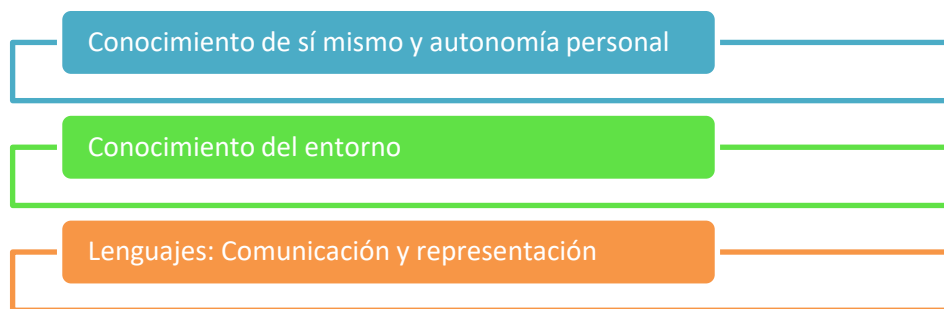 Conocimiento de sí mismo y autonomía personal
Conocimiento del entorno
Lenguajes: Comunicación y representación